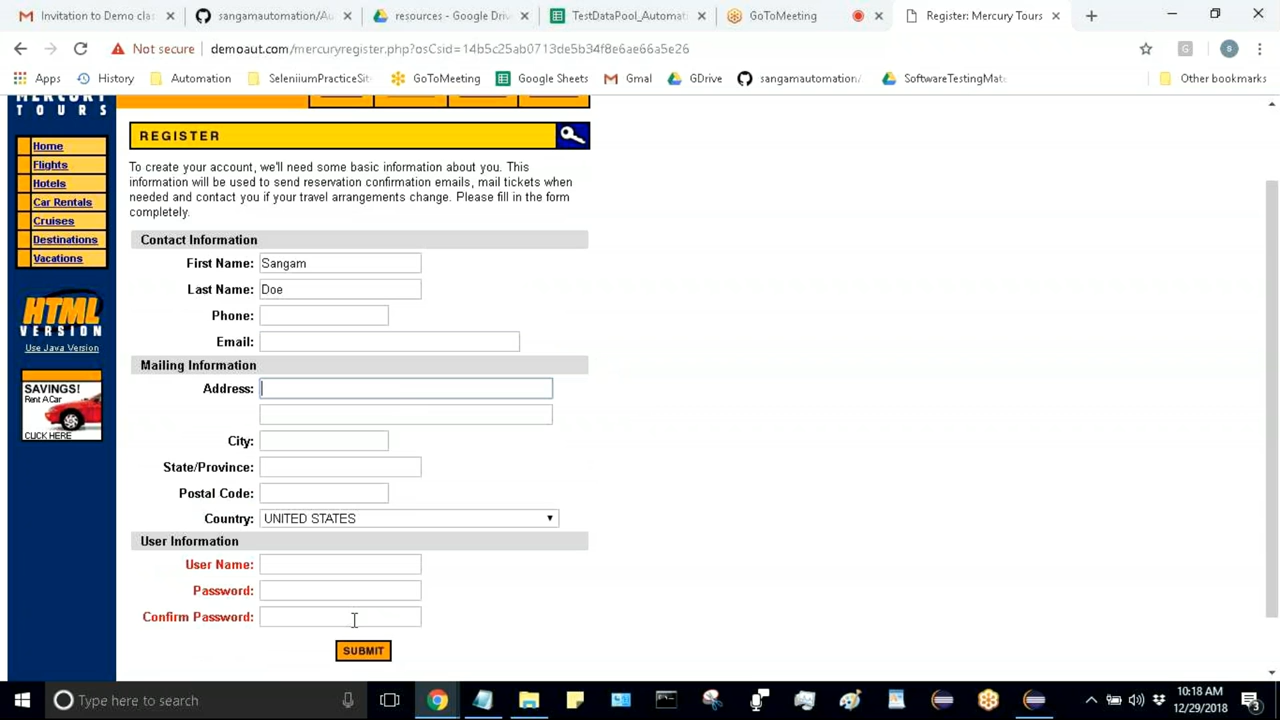 Invitation to Demo clas
sangamautomation/Au
resources - Google Driv
TestDataPool_Automat
GoToMeeting
Register: Mercury Tours
Not secure
demoaut.com/mercuryregister.php?osCsid=14b5c25ab0713de5b34f8e6ae66a5e26
G
s
Apps
History
Automation
SeleniumPracticeSit
GoToMeeting
Google Sheets
Gmal
GDrive
sangamautomation/
SoftwareTestingMate
Other bookmarks
MERCURY
TOURS
Home
Flights
Hotels
Car Rentals
Cruises
Destinations
Vacations
HTML
VERSION
Use Java Version
SAVINGS!
Rent A Car
CLICK HERE
REGISTER
To create your account, we'll need some basic information about you. This
information will be used to send reservation confirmation emails, mail tickets when
needed and contact you if your travel arrangements change. Please fill in the form
completely.
Contact Information
First Name: Sangam
Last Name: Doe
Phone:
Email:
Mailing Information
Address:
City:
State/Province:
Postal Code:
Country: UNITED STATES
User Information
User Name:
Password:
Confirm Password:
SUBMIT
Type here to search
10:18 AM
12/29/2018
3